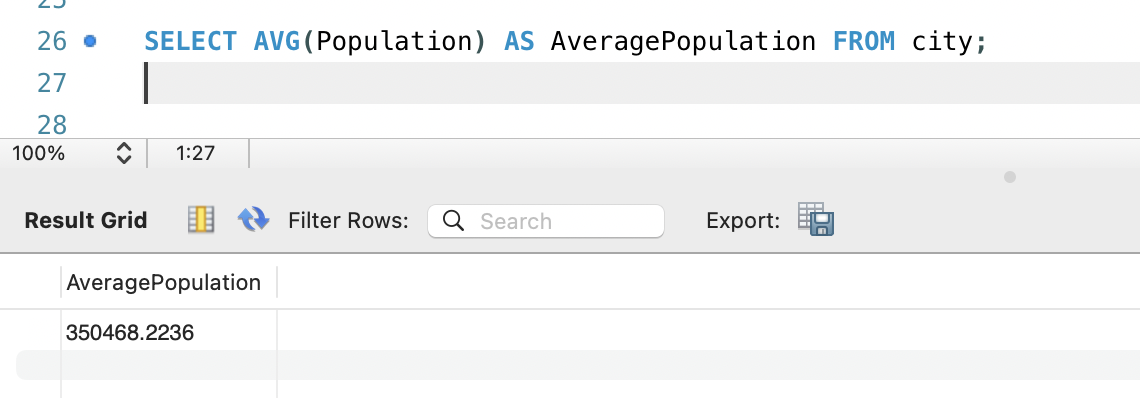 25
26 SELECT AVG(Population) AS AveragePopulation FROM city;
27
28
100% 1:27
Result Grid Filter Rows: Search Export:
AveragePopulation
350468.2236